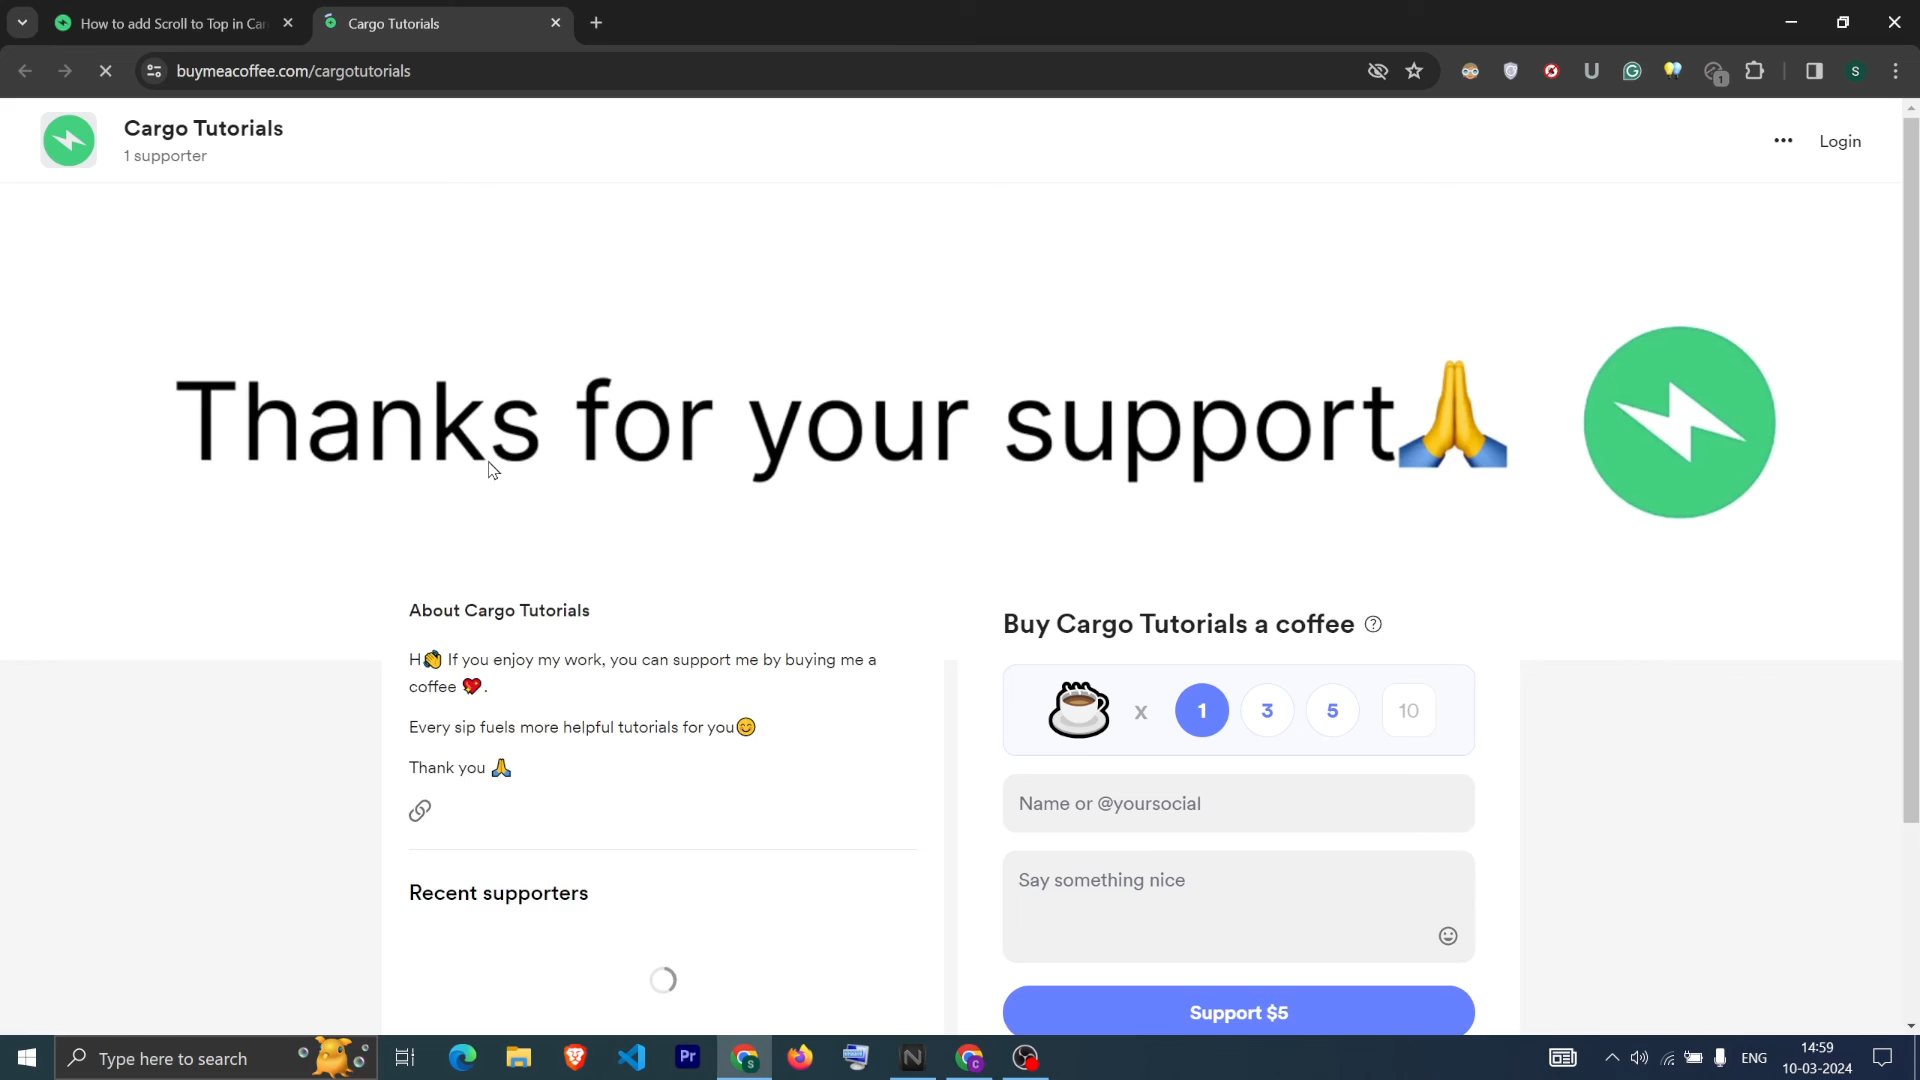 How to add Scroll to Top in Ca
Cargo Tutorials
buymeacoffee.com/cargotutorials
1
S
Cargo Tutorials
1 supporter
Login
Thanks for your support🙏
About Cargo Tutorials
H👏 If you enjoy my work, you can support me by buying me a
coffee 💖.
Every sip fuels more helpful tutorials for you😊
Thank you 🙏
Recent supporters
Buy Cargo Tutorials a coffee
x 1 3 5 10
Name or @yoursocial
Say something nice
Support $5
Type here to search
Pr
ENG
14:59
10-03-2024